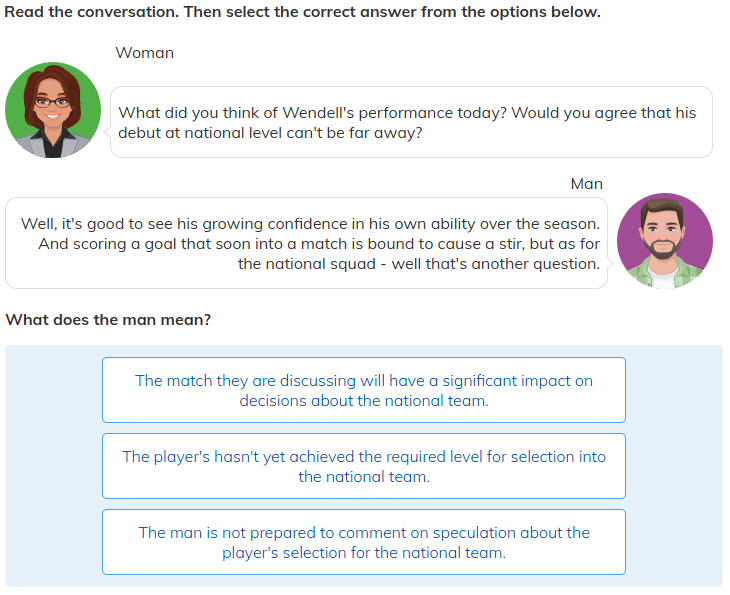 Read the conversation. Then select the correct answer from the options below.
Woman
What did you think of Wendell's performance today? Would you agree that his
debut at national level can't be far away?
Man
Well, it's good to see his growing confidence in his own ability over the season.
And scoring a goal that soon into a match is bound to cause a stir, but as for
the national squad - well that's another question.
What does the man mean?
The match they are discussing will have a significant impact on
decisions about the national team.
The player's hasn't yet achieved the required level for selection into
the national team.
The man is not prepared to comment on speculation about the
player's selection for the national team.